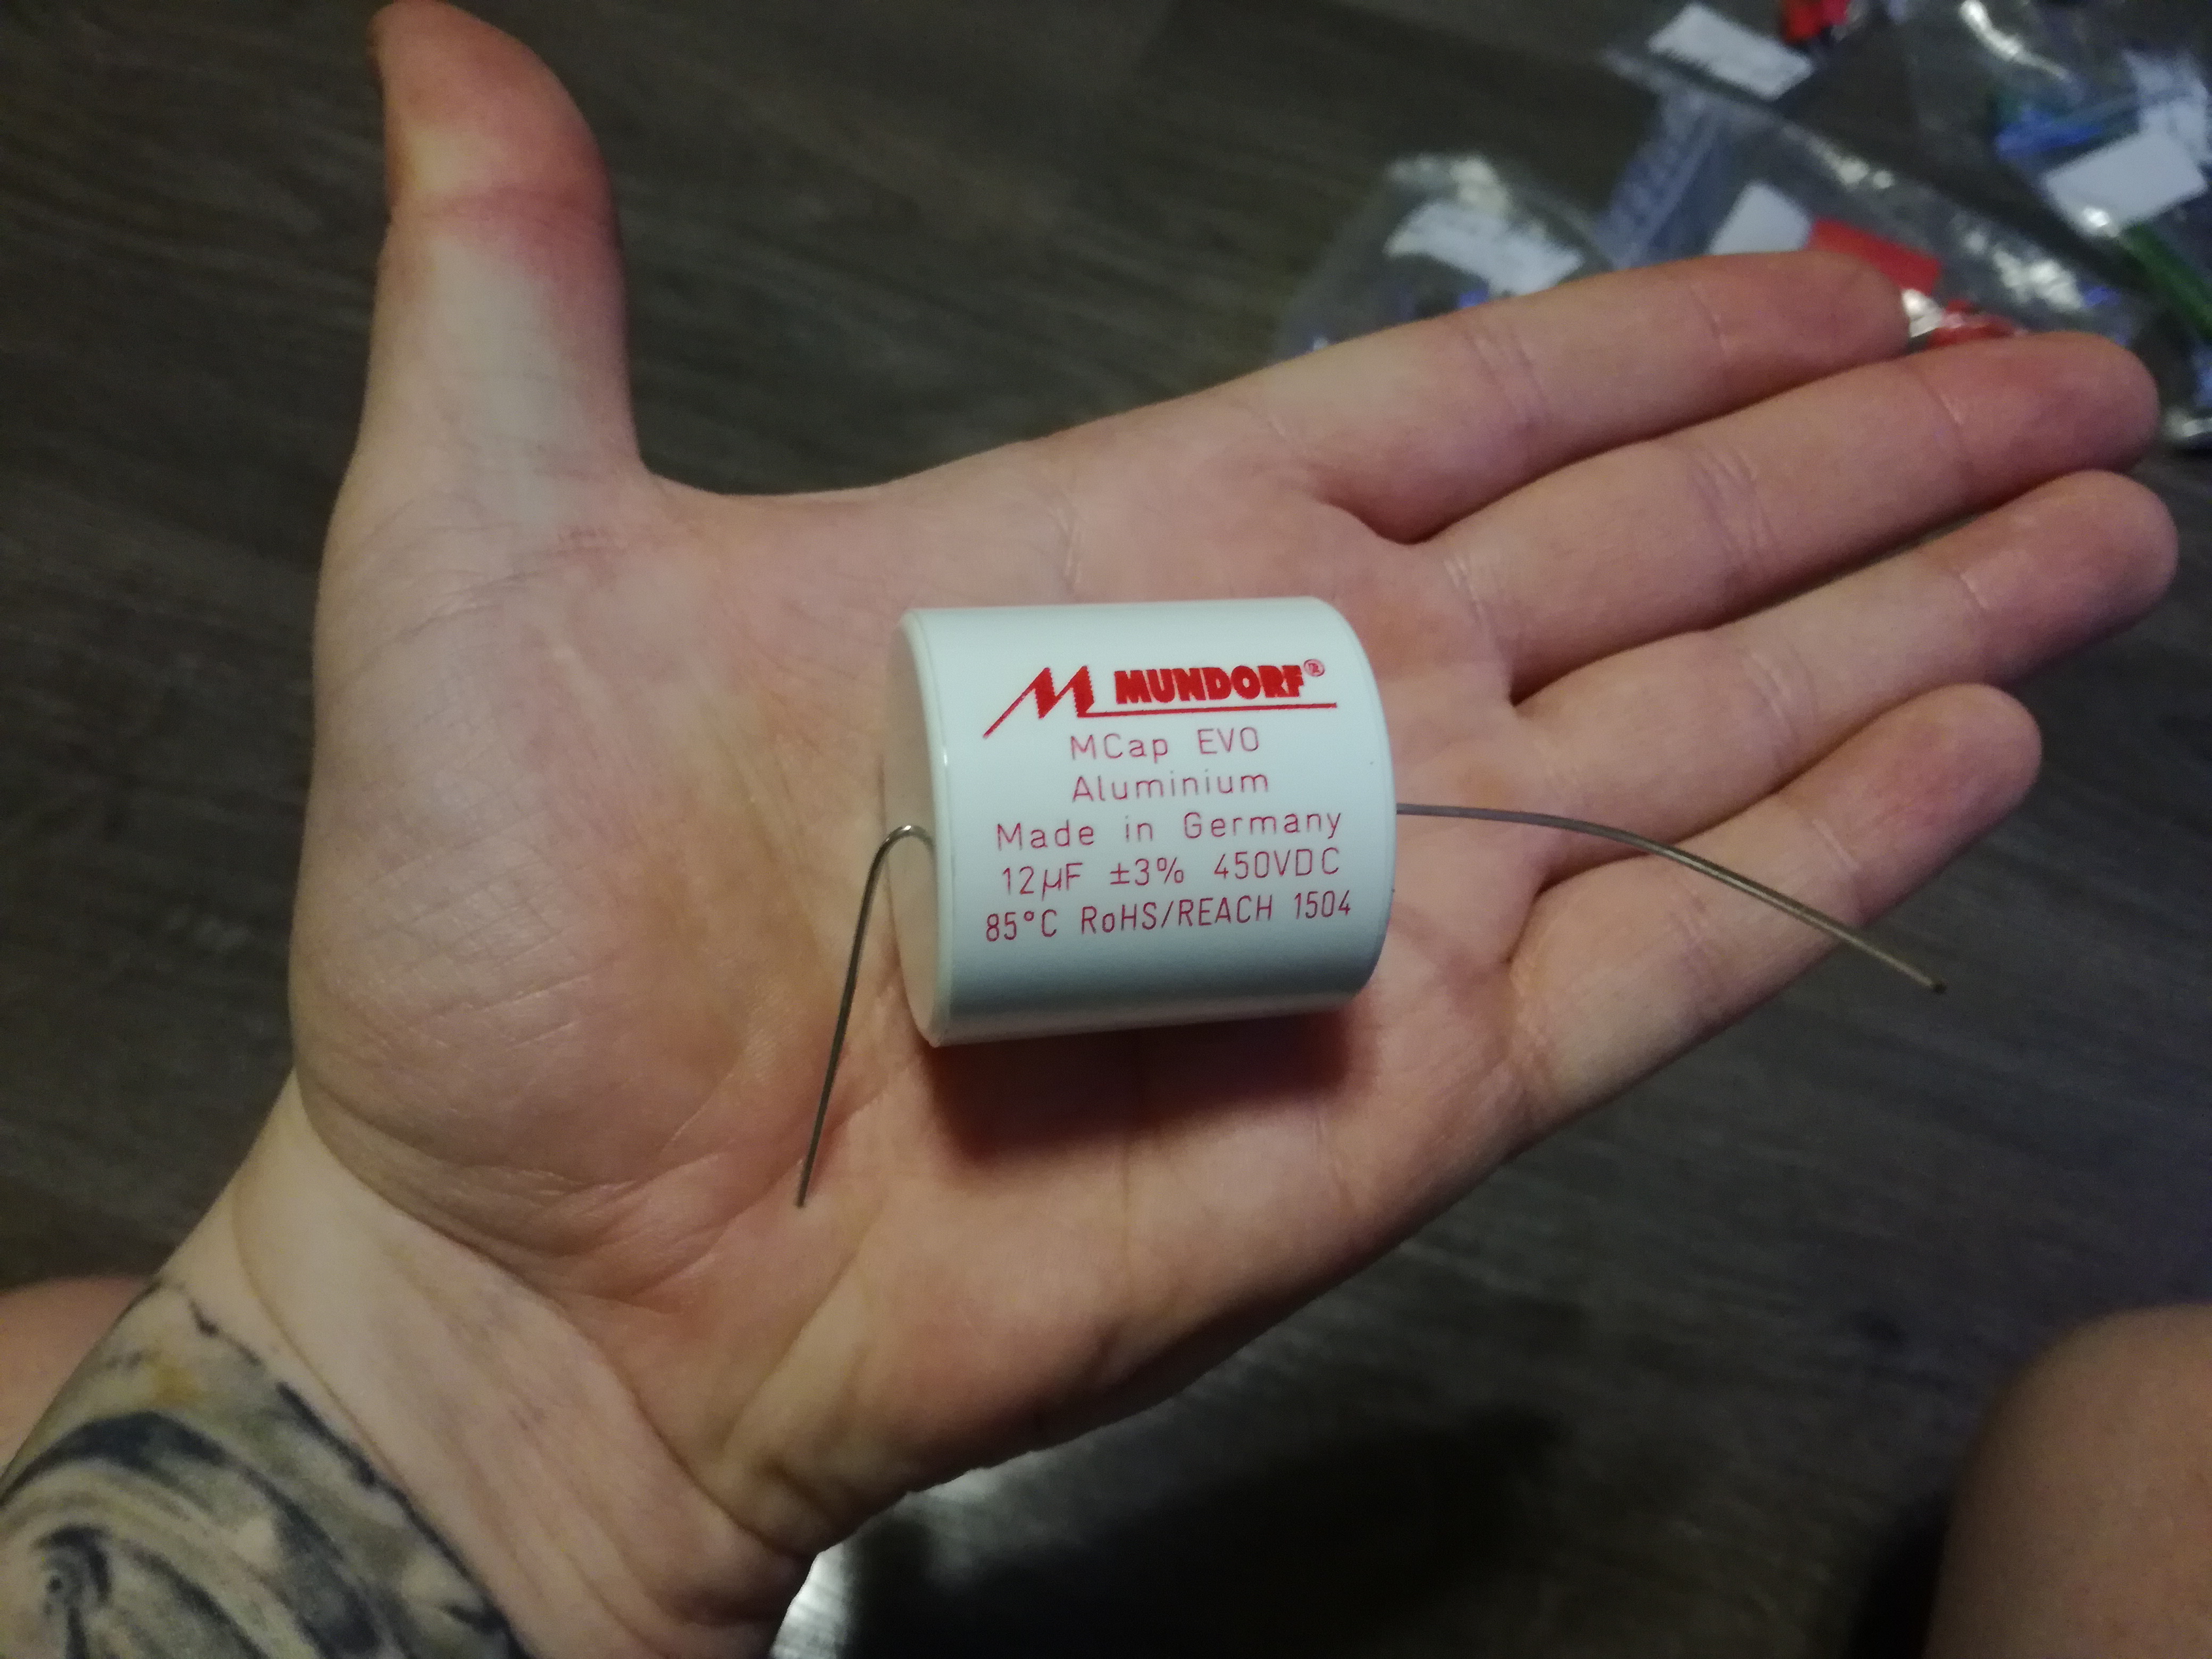 MUNDORF®
MCap EVO
Aluminium
Made in Germany
12µF ±3% 450VDC
85°C RoHS/REACH 1504